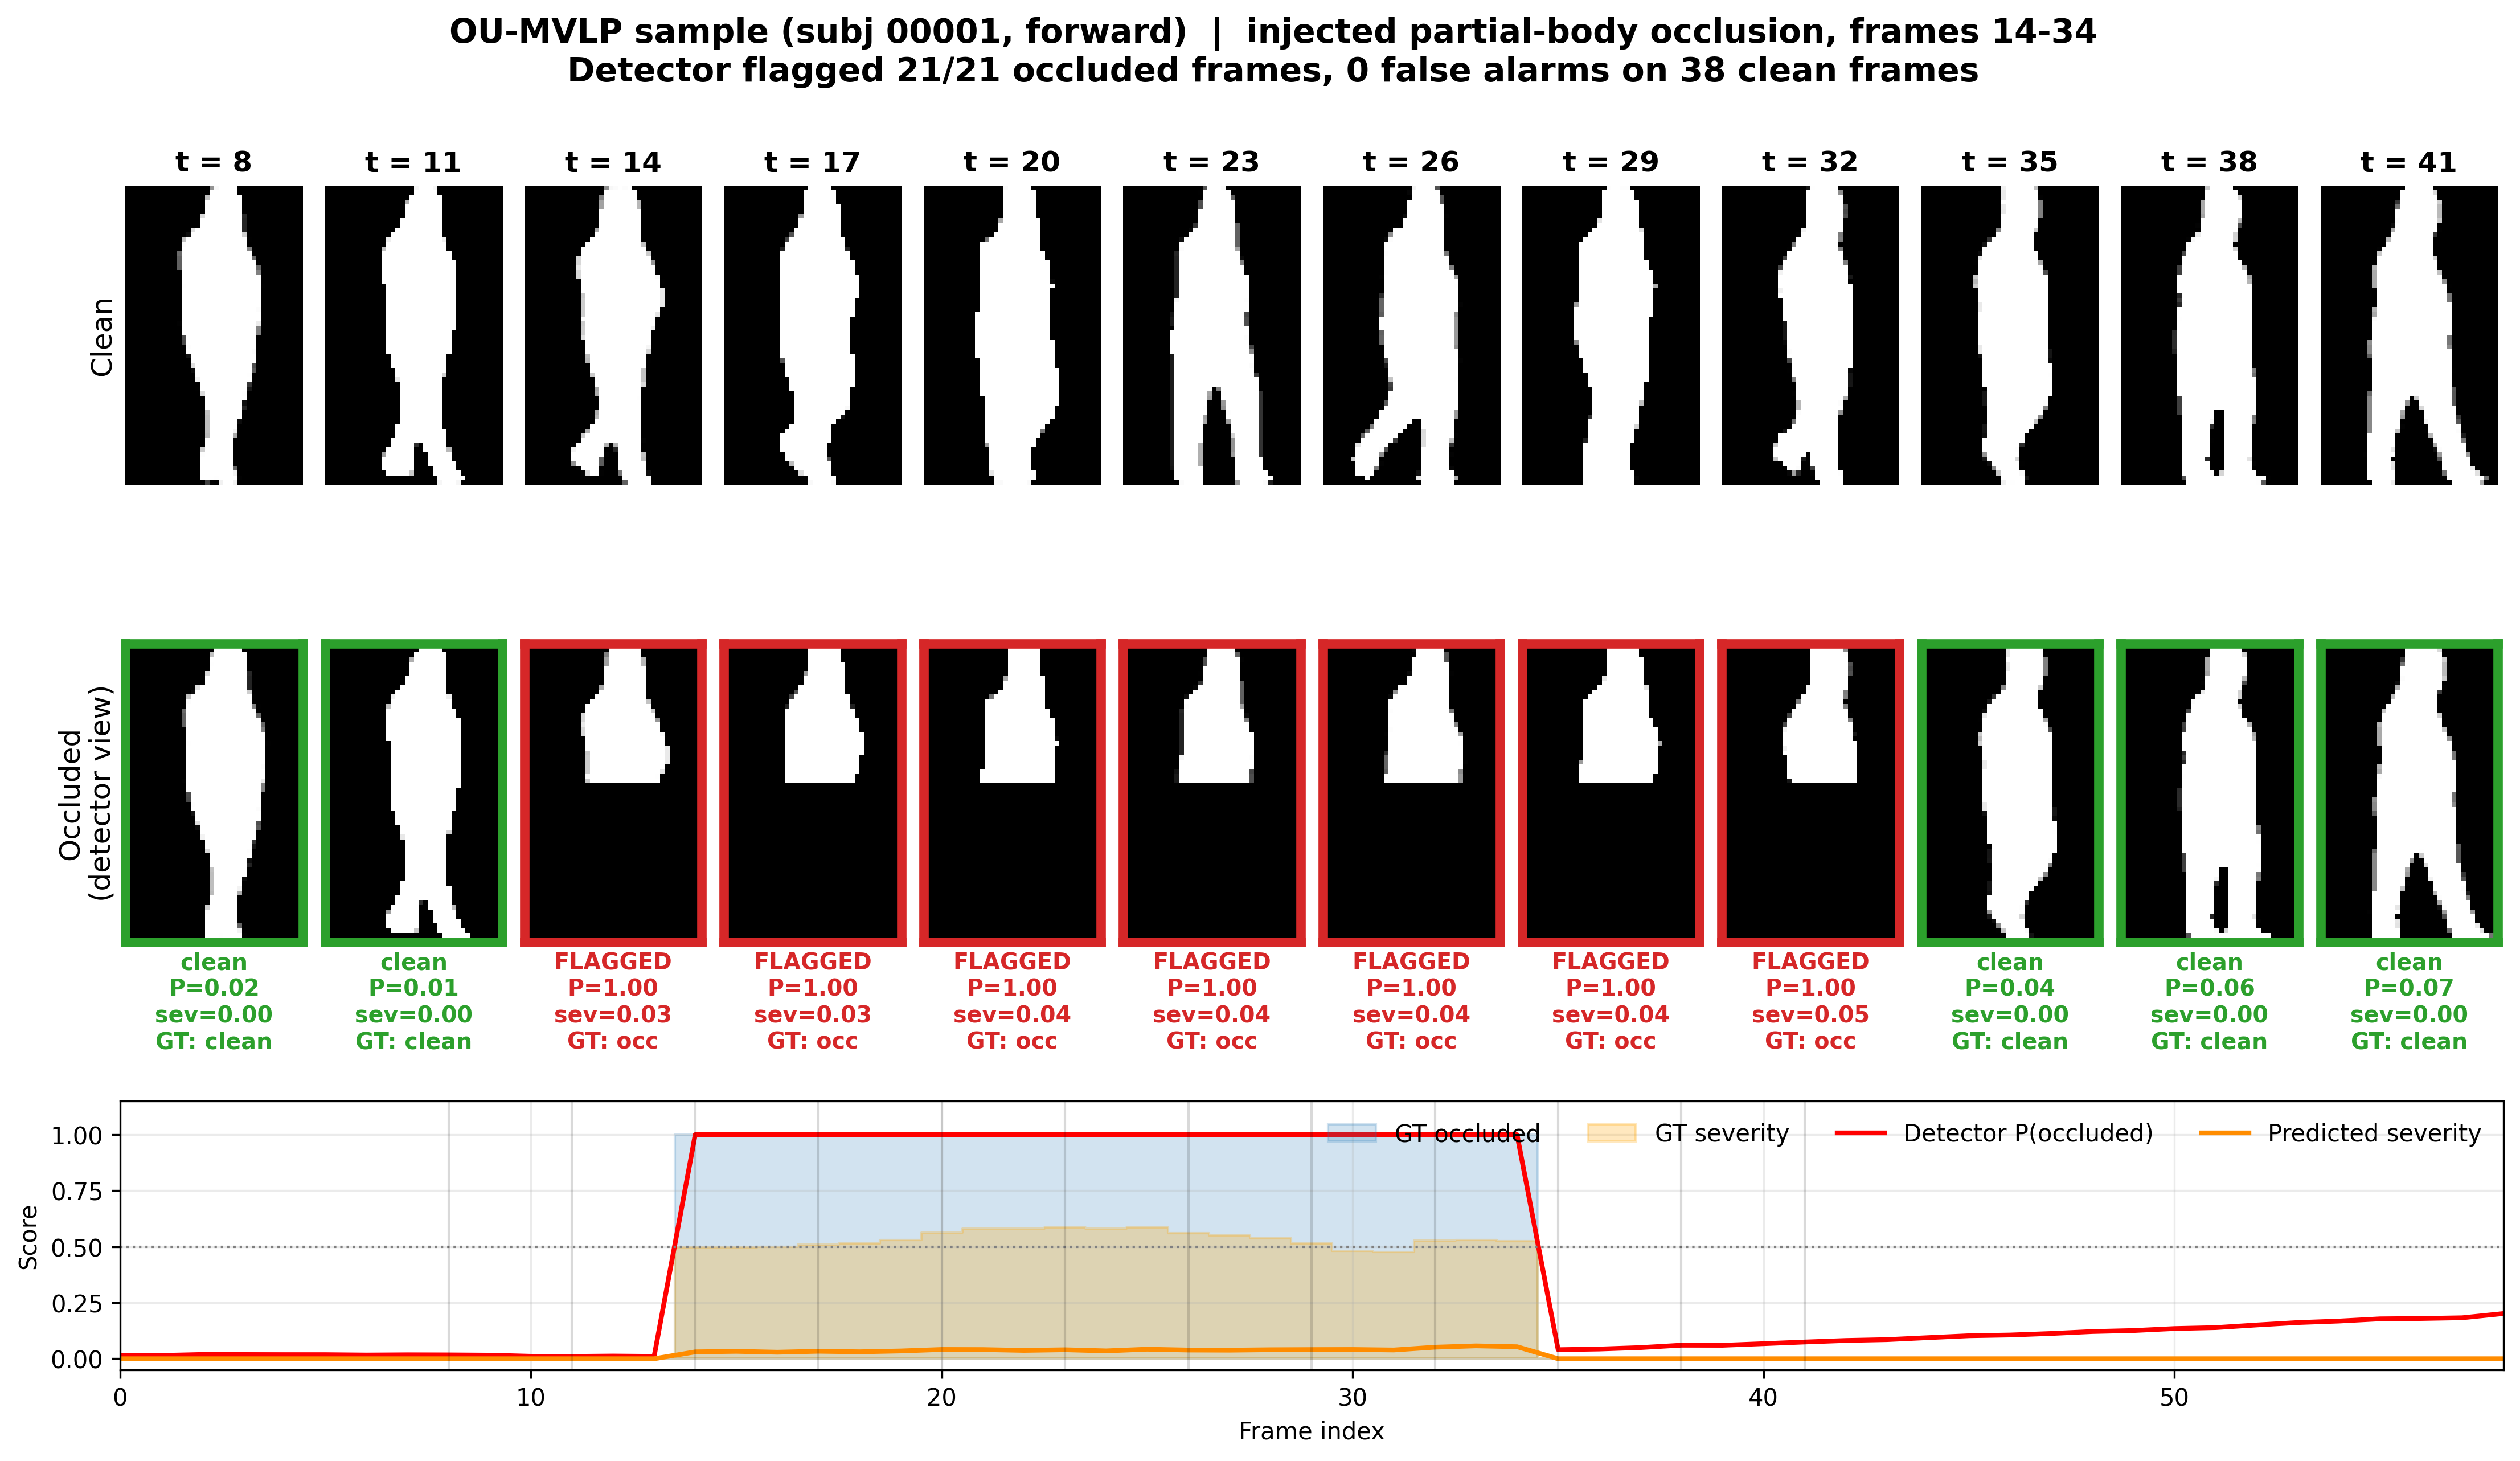 OU-MVLP sample (subj 00001, forward) | injected partial-body occlusion, frames 14-34
Detector flagged 21/21 occluded frames, 0 false alarms on 38 clean frames
t = 8 t = 11 t = 14 t = 17 t = 20 t = 23 t = 26 t = 29 t = 32 t = 35 t = 38 t = 41
Clean
Occluded
(detector view)
clean clean FLAGGED FLAGGED FLAGGED FLAGGED FLAGGED FLAGGED FLAGGED clean clean clean
P=0.02 P=0.01 P=1.00 P=1.00 P=1.00 P=1.00 P=1.00 P=1.00 P=1.00 P=0.04 P=0.06 P=0.07
sev=0.00 sev=0.00 sev=0.03 sev=0.03 sev=0.04 sev=0.04 sev=0.04 sev=0.04 sev=0.05 sev=0.00 sev=0.00 sev=0.00
GT: clean GT: clean GT: occ GT: occ GT: occ GT: occ GT: occ GT: occ GT: occ GT: clean GT: clean GT: clean
GT occluded GT severity Detector P(occluded) Predicted severity
Score
1.00
0.75
0.50
0.25
0.00
0 10 20 30 40 50
Frame index